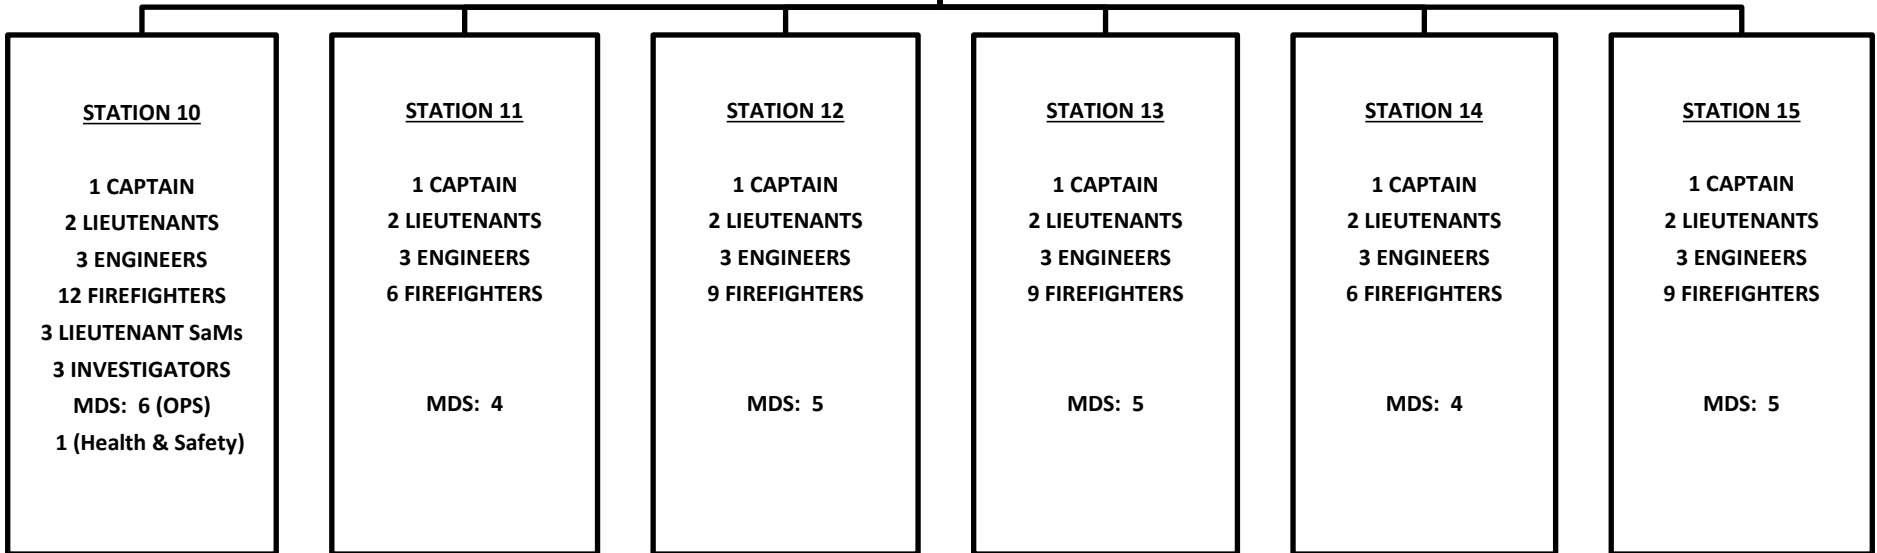 STATION 10
1 CAPTAIN
2 LIEUTENANTS
3 ENGINEERS
12 FIREFIGHTERS
3 LIEUTENANT SaMs
3 INVESTIGATORS
MDS: 6 (OPS)
1 (Health & Safety)
STATION 11
1 CAPTAIN
2 LIEUTENANTS
3 ENGINEERS
6 FIREFIGHTERS
MDS: 4
STATION 12
1 CAPTAIN
2 LIEUTENANTS
3 ENGINEERS
9 FIREFIGHTERS
MDS: 5
STATION 13
1 CAPTAIN
2 LIEUTENANTS
3 ENGINEERS
9 FIREFIGHTERS
MDS: 5
STATION 14
1 CAPTAIN
2 LIEUTENANTS
3 ENGINEERS
6 FIREFIGHTERS
MDS: 4
STATION 15
1 CAPTAIN
2 LIEUTENANTS
3 ENGINEERS
9 FIREFIGHTERS
MDS: 5